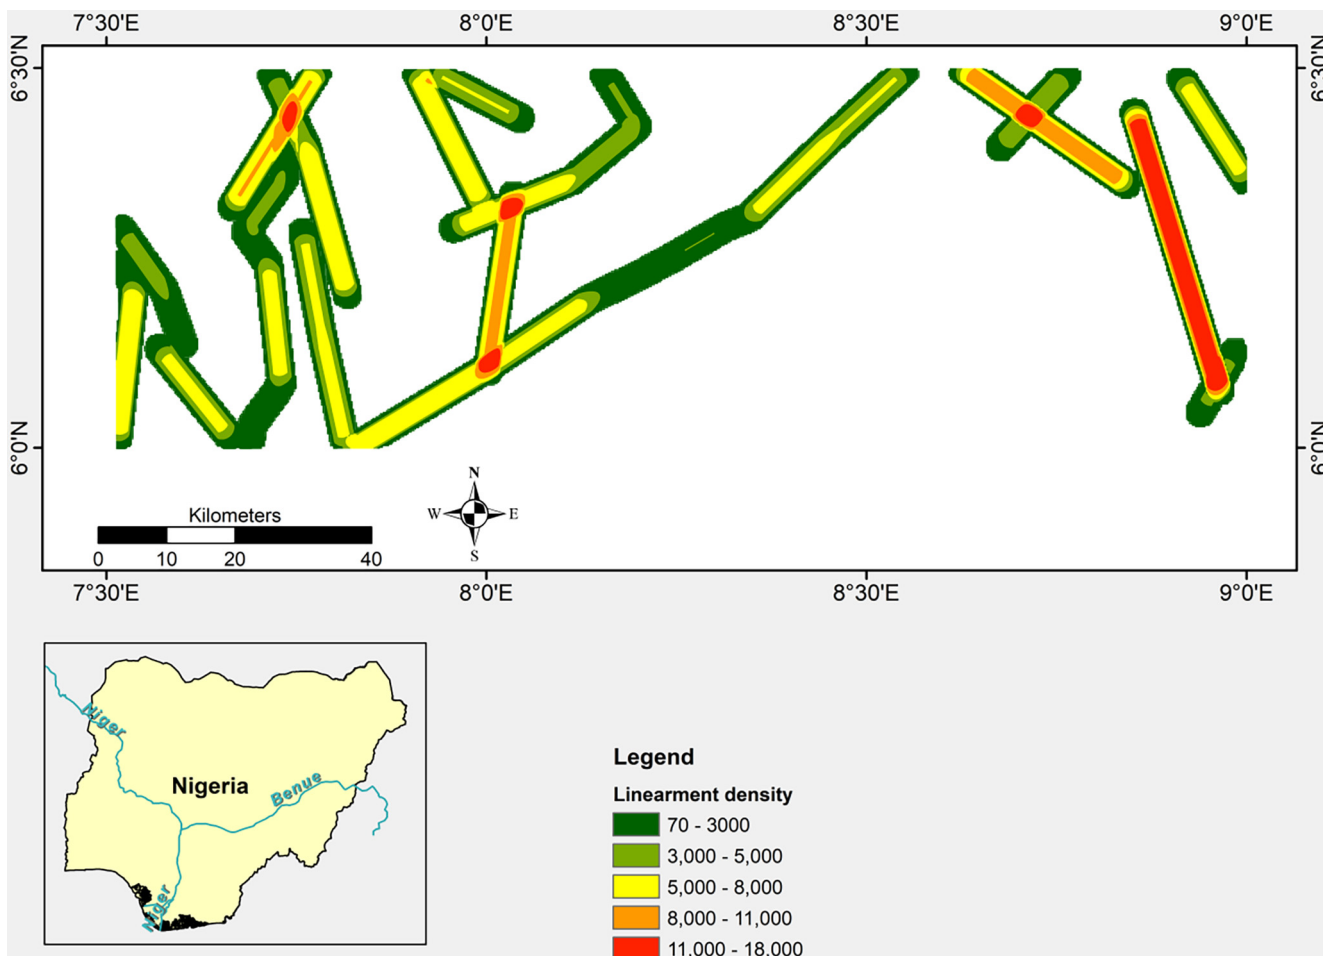 7°30'E 8°0'E 8°30'E 9°0'E
6°30'N 6°30'N
6°0'N 6°0'N
N
W E
S
Kilometers
0 10 20 40
7°30'E 8°0'E 8°30'E 9°0'E
Niger
Nigeria
Benue
Niger
Legend
Linearment density
70 - 3000
3,000 - 5,000
5,000 - 8,000
8,000 - 11,000
11,000 - 18,000